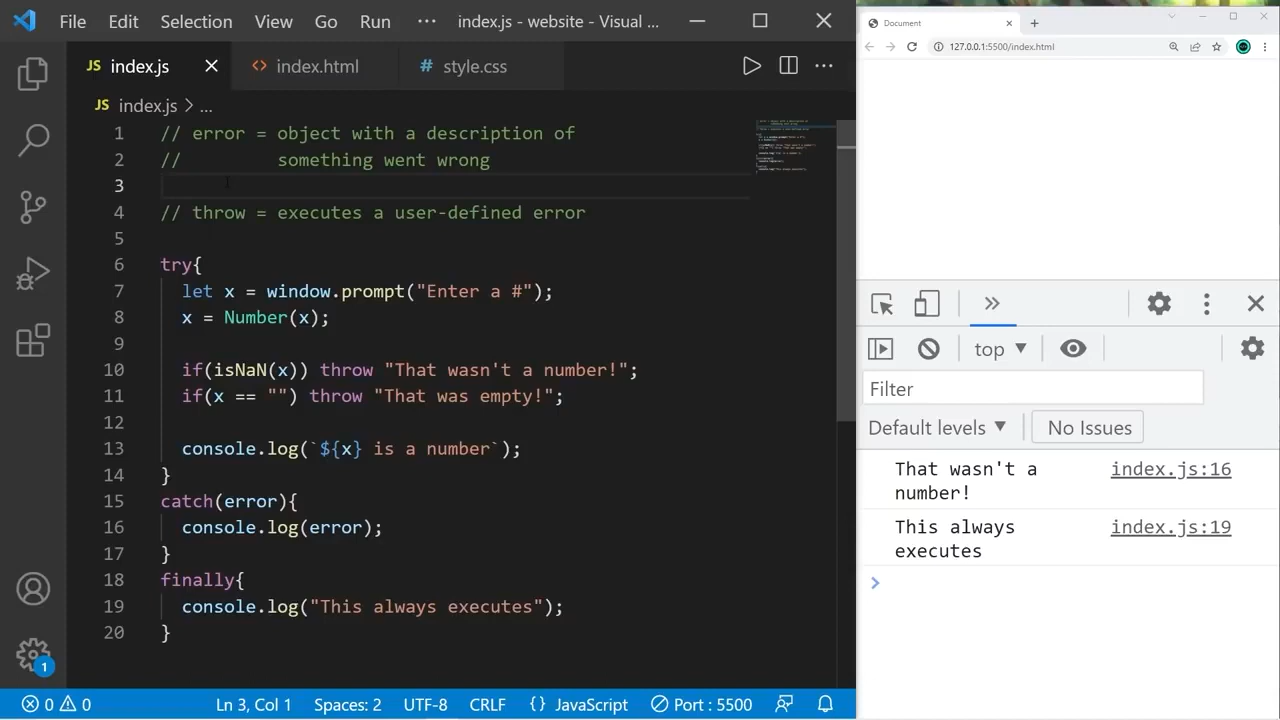 File Edit Selection View Go Run ··· index.js - website - Visual ...
JS index.js
<> index.html
# style.css
JS index.js > ...
1 // error = object with a description of
2 //         something went wrong
3
4 // throw = executes a user-defined error
5
6 try{
7   let x = window.prompt("Enter a #");
8   x = Number(x);
9
10   if(isNaN(x)) throw "That wasn't a number!";
11   if(x == "") throw "That was empty!";
12
13   console.log(`${x} is a number`);
14 }
15 catch(error){
16   console.log(error);
17 }
18 finally{
19   console.log("This always executes");
20 }
1
0 0 Ln 3, Col 1 Spaces: 2 UTF-8 CRLF {} JavaScript Port : 5500
Document
127.0.0.1:5500/index.html
top
Filter
Default levels No Issues
That wasn't a index.js:16
number!
This always index.js:19
executes